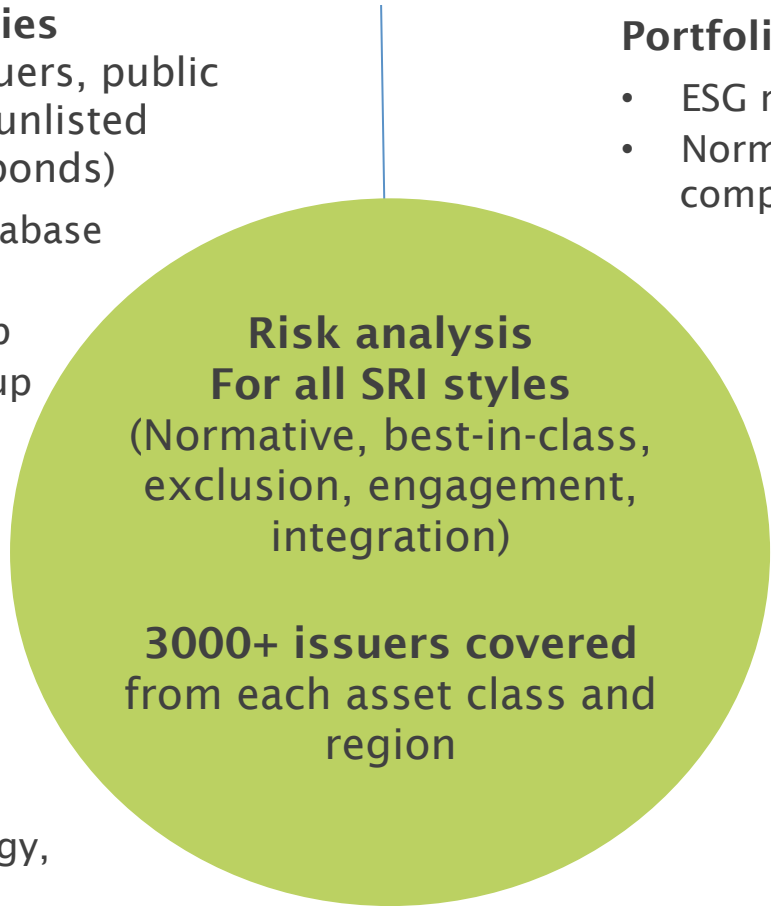 ies
uers, public
unlisted
bonds)
abase
up
Portfoli
• ESG r
• Norm
comp
Risk analysis
For all SRI styles
(Normative, best-in-class,
exclusion, engagement,
integration)
3000+ issuers covered
from each asset class and
region
gy,